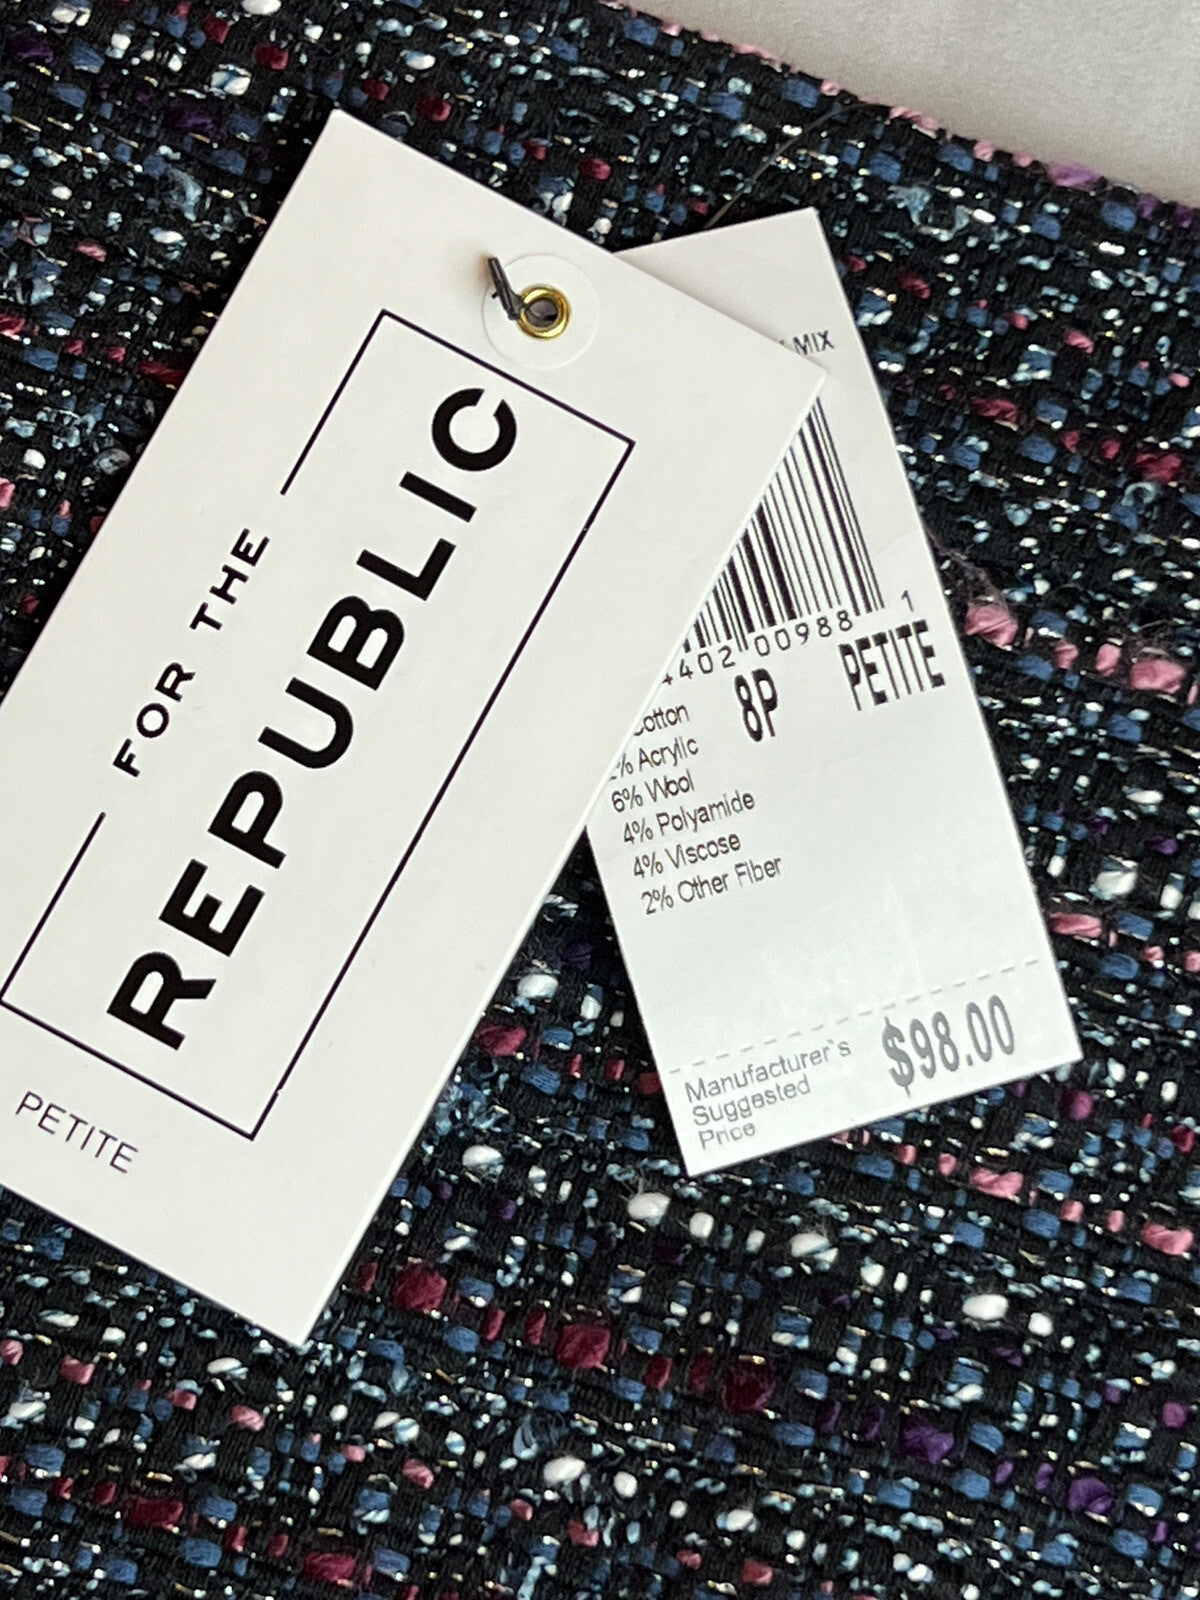 FOR THE
REPUBLIC
PETITE
MIX
402 00988 1
8P PETITE
Cotton
% Acrylic
6% Wool
4% Polyamide
4% Viscose
2% Other Fiber
Manufacturer's
Suggested
Price
$98.00